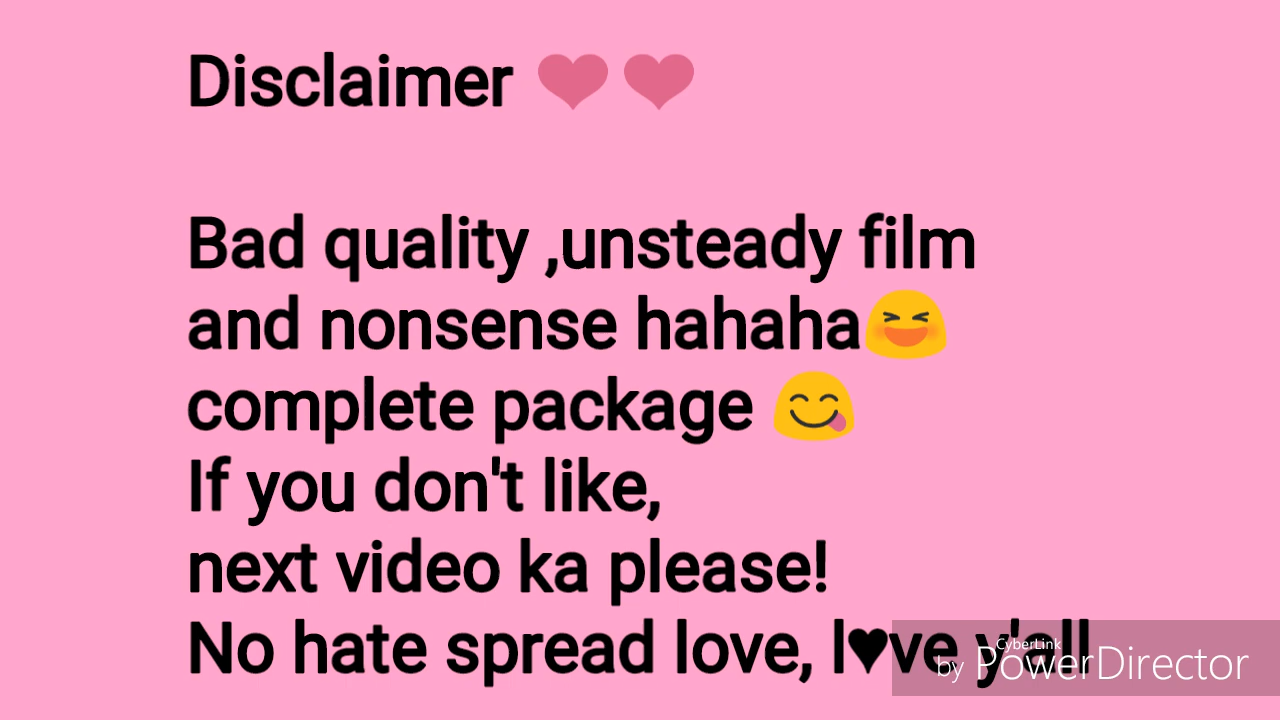 Disclaimer ❤❤
Bad quality ,unsteady film
and nonsense hahaha😆
complete package 😋
If you don't like,
next video ka please!
No hate spread love, l♥ve y'all
CyberLink
by PowerDirector